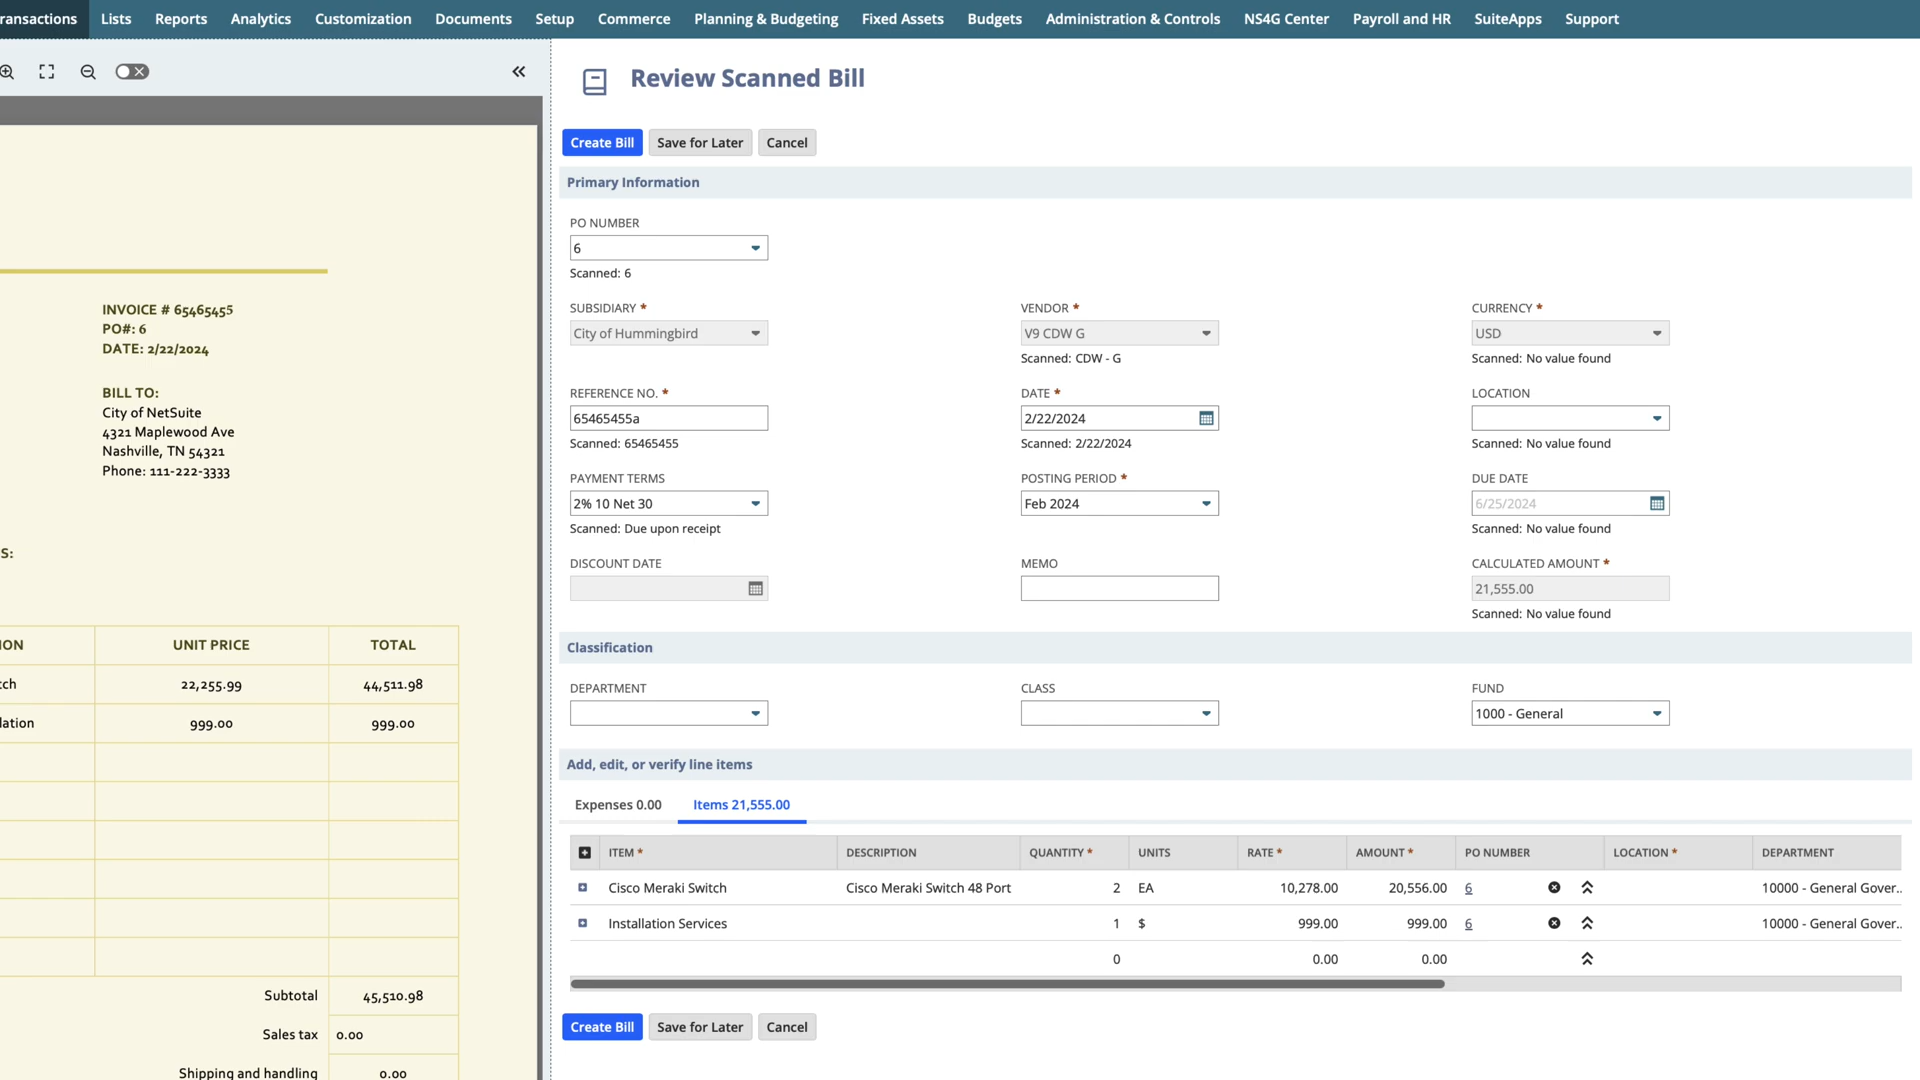 ransactions Lists Reports Analytics Customization Documents Setup Commerce Planning & Budgeting Fixed Assets Budgets Administration & Controls NS4G Center Payroll and HR SuiteApps Support
INVOICE # 65465455
PO#: 6
DATE: 2/22/2024
BILL TO:
City of NetSuite
4321 Maplewood Ave
Nashville, TN 54321
Phone: 111-222-3333
S:
ION UNIT PRICE TOTAL
tch 22,255.99 44,511.98
lation 999.00 999.00
Subtotal 45,510.98
Sales tax 0.00
Shipping and handling 0.00
Review Scanned Bill
Create Bill Save for Later Cancel
Primary Information
PO NUMBER
6
Scanned: 6
SUBSIDIARY * VENDOR * CURRENCY *
City of Hummingbird V9 CDW G USD
Scanned: CDW - G Scanned: No value found
REFERENCE NO. * DATE * LOCATION
65465455a 2/22/2024
Scanned: 65465455 Scanned: 2/22/2024 Scanned: No value found
PAYMENT TERMS POSTING PERIOD * DUE DATE
2% 10 Net 30 Feb 2024 6/25/2024
Scanned: Due upon receipt Scanned: No value found
DISCOUNT DATE MEMO CALCULATED AMOUNT *
21,555.00
Scanned: No value found
Classification
DEPARTMENT CLASS FUND
1000 - General
Add, edit, or verify line items
Expenses 0.00 Items 21,555.00
ITEM * DESCRIPTION QUANTITY * UNITS RATE * AMOUNT * PO NUMBER LOCATION * DEPARTMENT
Cisco Meraki Switch Cisco Meraki Switch 48 Port 2 EA 10,278.00 20,556.00 6 10000 - General Gover..
Installation Services 1 $ 999.00 999.00 6 10000 - General Gover..
0 0.00 0.00
Create Bill Save for Later Cancel